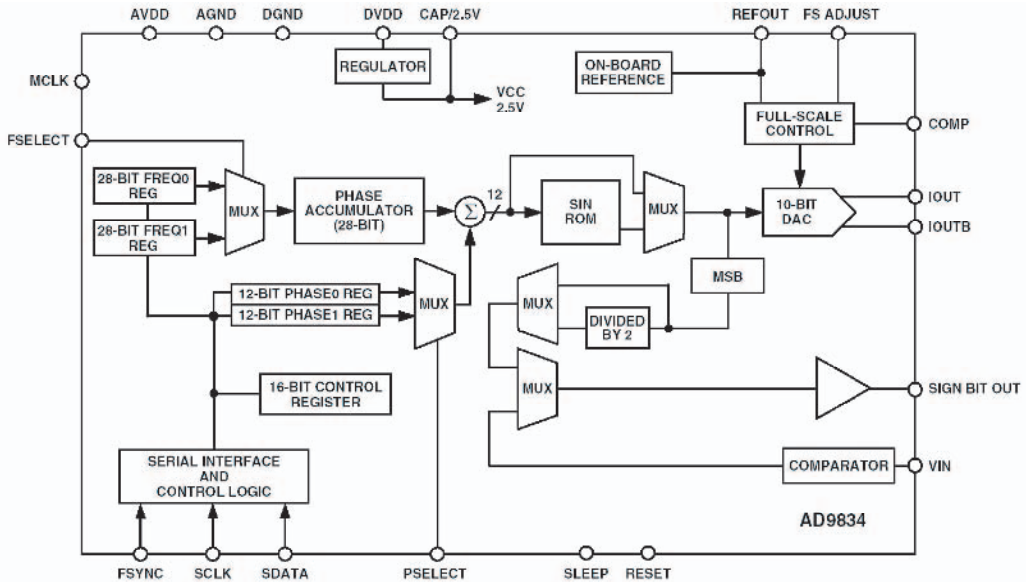 AVDD AGND DGND DVDD CAP/2.5V REFOUT FS ADJUST
MCLK
REGULATOR
VCC
2.5V
ON-BOARD
REFERENCE
FULL-SCALE
CONTROL
COMP
FSELECT
28-BIT FREQ0
REG
28-BIT FREQ1
REG
MUX
PHASE
ACCUMULATOR
(28-BIT)
Σ
12
SIN
ROM
MUX
10-BIT
DAC
IOUT
IOUTB
MSB
12-BIT PHASE0 REG
12-BIT PHASE1 REG
MUX
MUX
DIVIDED
BY 2
16-BIT CONTROL
REGISTER
MUX
SIGN BIT OUT
SERIAL INTERFACE
AND
CONTROL LOGIC
COMPARATOR
VIN
AD9834
FSYNC SCLK SDATA PSELECT SLEEP RESET